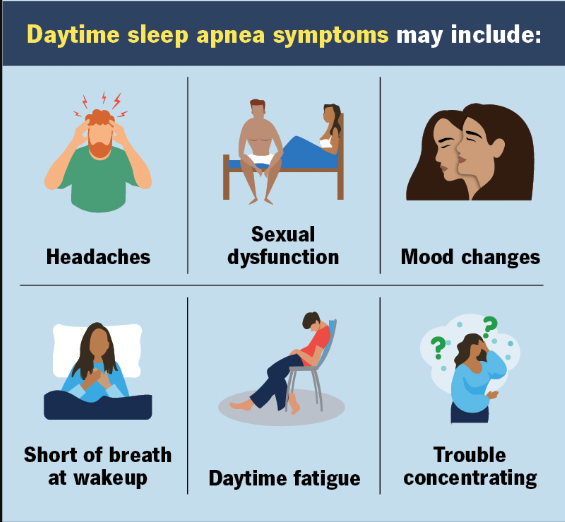 Daytime sleep apnea symptoms may include:
Headaches
Sexual
dysfunction
Mood changes
Short of breath
at wakeup
Daytime fatigue
Trouble
concentrating